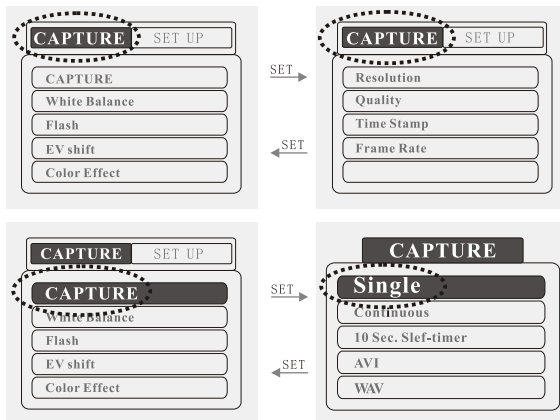 CAPTURE SET UP
CAPTURE
White Balance
Flash
EV shift
Color Effect
SET
SET
CAPTURE SET UP
Resolution
Quality
Time Stamp
Frame Rate
CAPTURE SET UP
CAPTURE
White Balance
Flash
EV shift
Color Effect
SET
SET
CAPTURE
Single
Continuous
10 Sec. Slef-timer
AVI
WAV